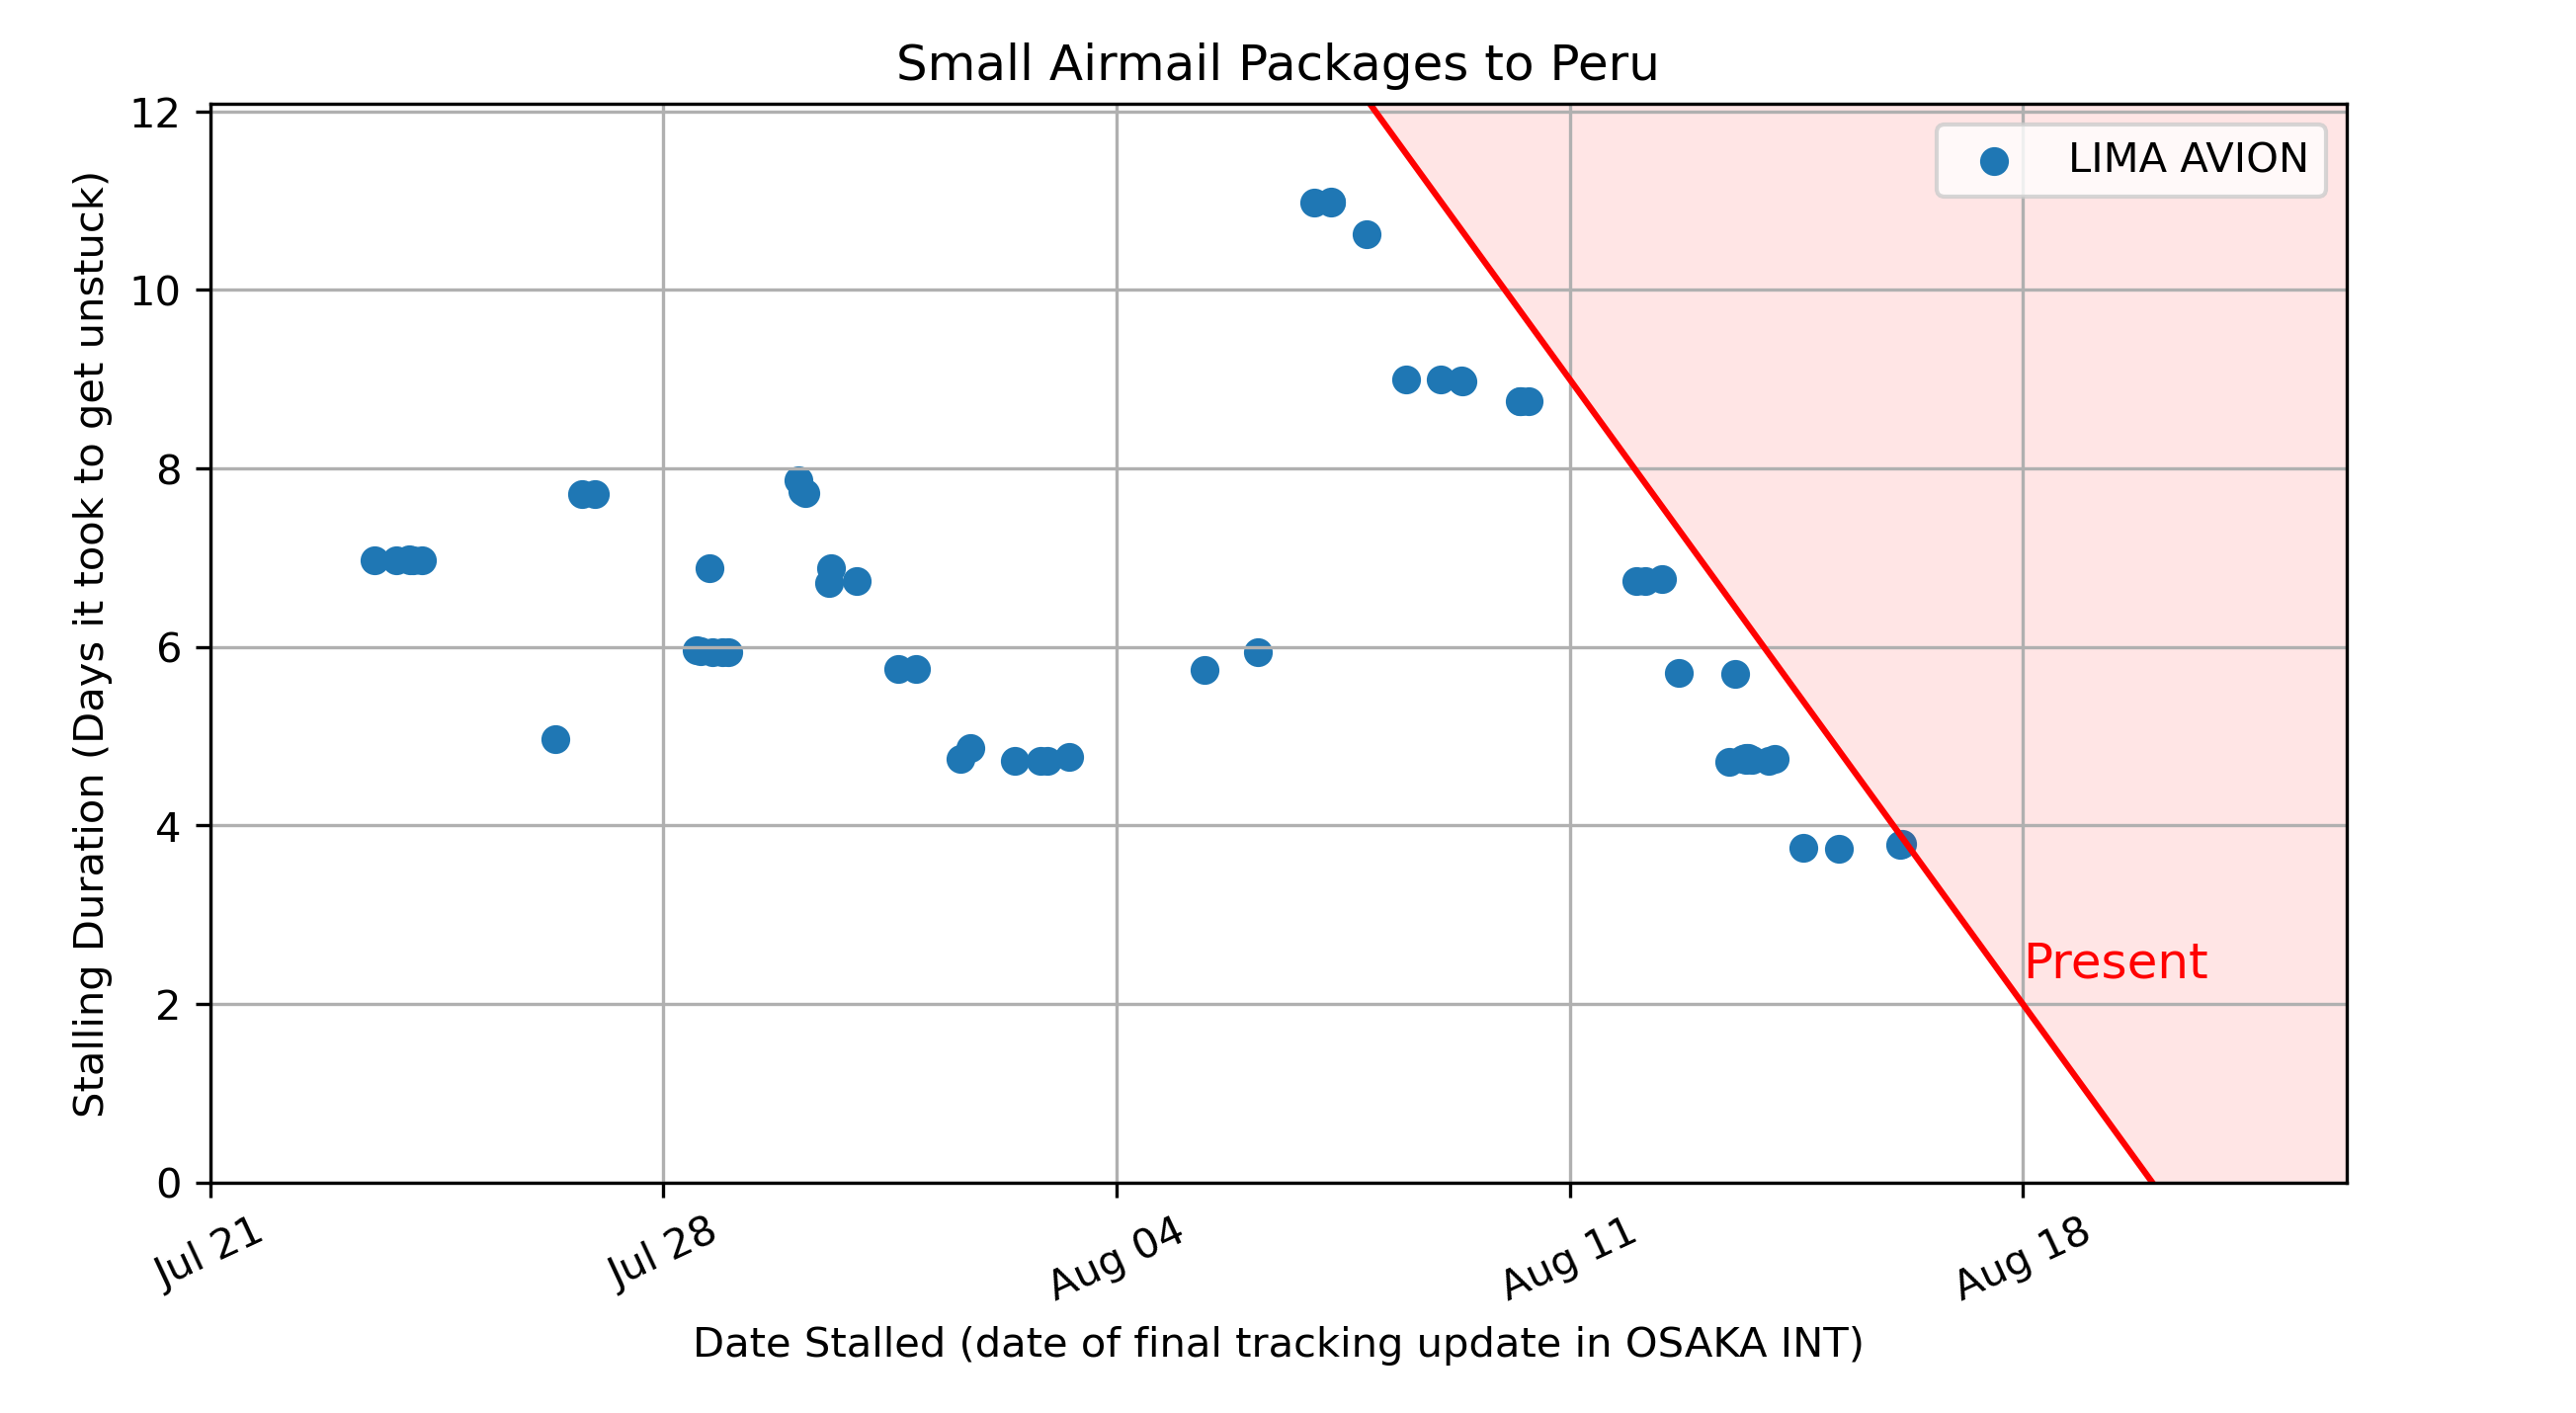 Small Airmail Packages to Peru
12
10
8
6
4
2
0
Stalling Duration (Days it took to get unstuck)
LIMA AVION
Present
Jul 21
Jul 28
Aug 04
Aug 11
Aug 18
Date Stalled (date of final tracking update in OSAKA INT)